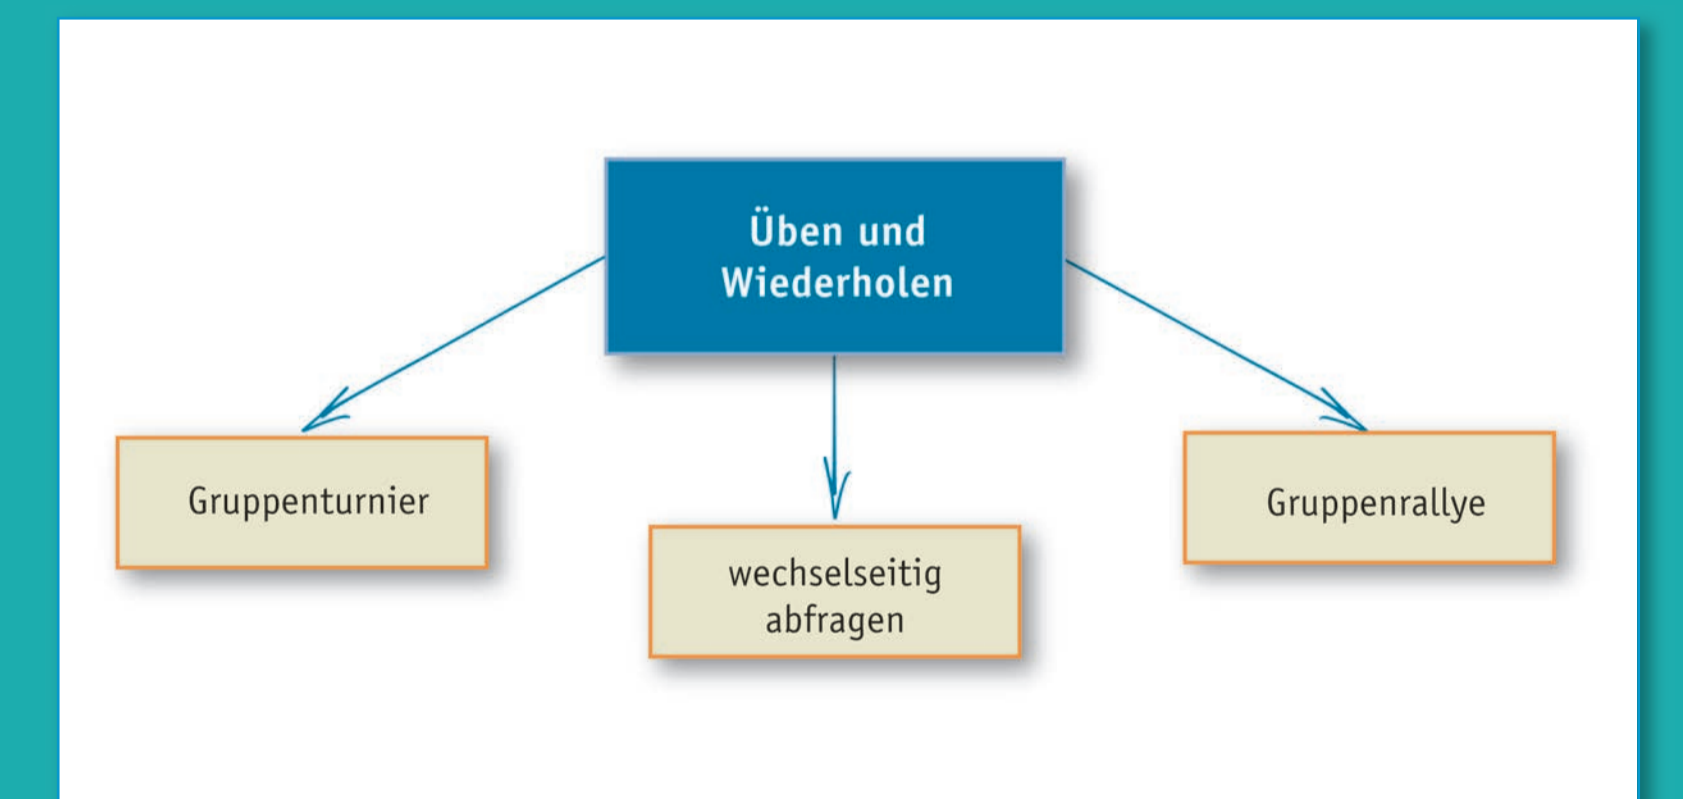 Üben und
Wiederholen
Gruppenturnier
wechselseitig
abfragen
Gruppenrallye